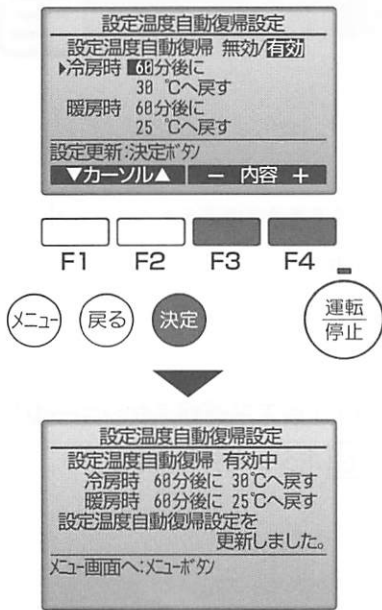 設定温度自動復帰設定
設定温度自動復帰 無効/有効
▶冷房時 60分後に
30 ℃へ戻す
暖房時 60分後に
25 ℃へ戻す
設定更新:決定ボタン
▼カーソル▲ － 内容 ＋
F1 F2 F3 F4
メニュー 戻る 決定 運転
停止
設定温度自動復帰設定
設定温度自動復帰 有効中
冷房時 60分後に 30℃へ戻す
暖房時 60分後に 25℃へ戻す
設定温度自動復帰設定を
更新しました。
メニュー画面へ:メニューボタン